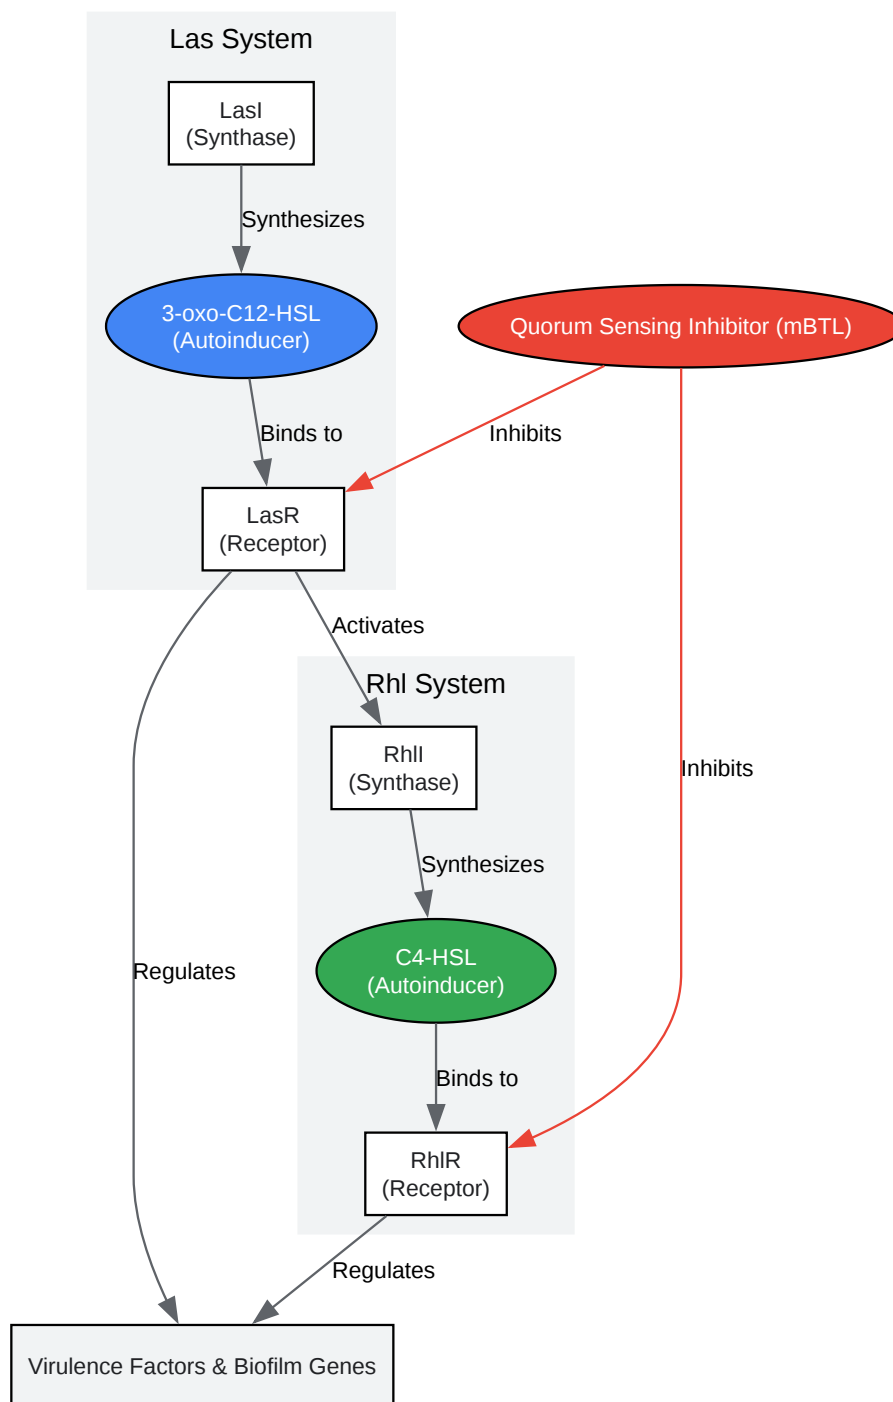 Las System
LasI
(Synthase)
Synthesizes
3-oxo-C12-HSL
(Autoinducer)
Quorum Sensing Inhibitor (mBTL)
Binds to
Inhibits
LasR
(Receptor)
Activates
Rhl System
RhlI
(Synthase)
Inhibits
Synthesizes
C4-HSL
(Autoinducer)
Regulates
Binds to
RhlR
(Receptor)
Regulates
Virulence Factors & Biofilm Genes